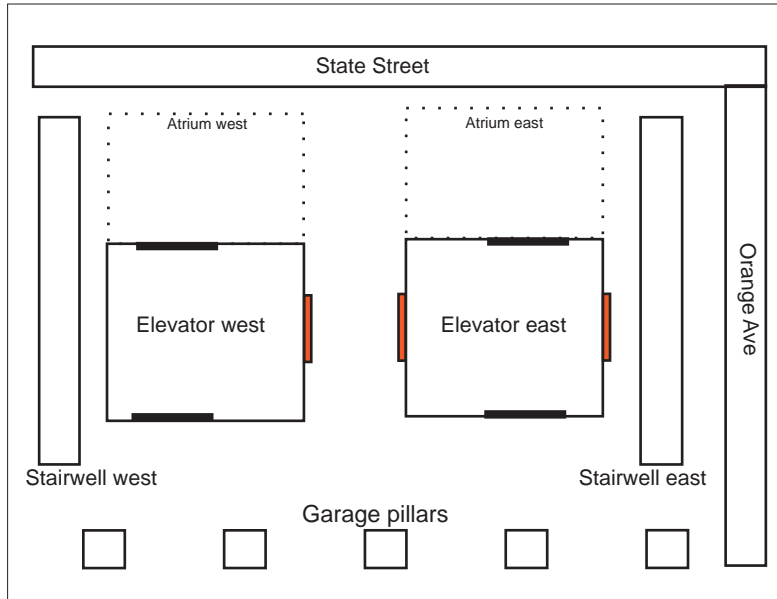 State Street
Atrium west
Atrium east
Orange Ave
Elevator west
Elevator east
Stairwell west
Stairwell east
Garage pillars